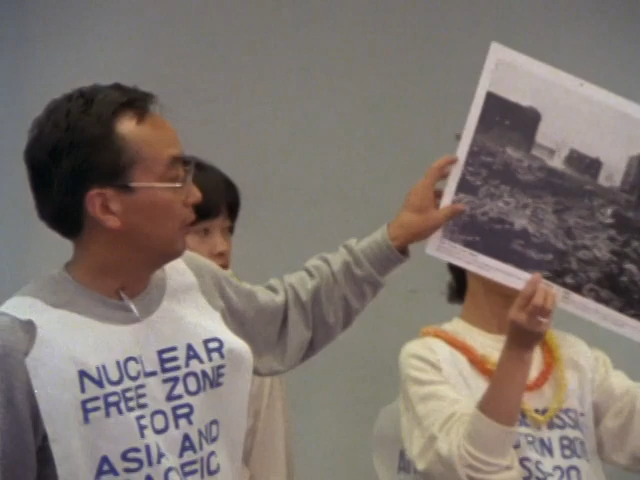 NUCLEAR
FREE ZONE
FOR
ASIA AND
PACIFIC
SS-20